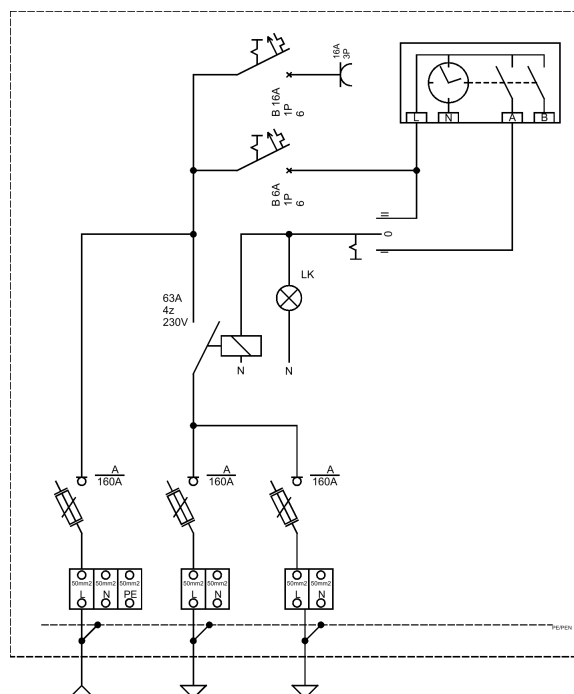 16A
3P
B 16A
1P
6
L
N
A
B
B 6A
1P
6
II
0
I
LK
63A
4z
230V
N
N
A
160A
A
160A
A
160A
50mm2
50mm2
50mm2
50mm2
50mm2
50mm2
50mm2
L
N
PE
L
N
L
N
PE/PEN